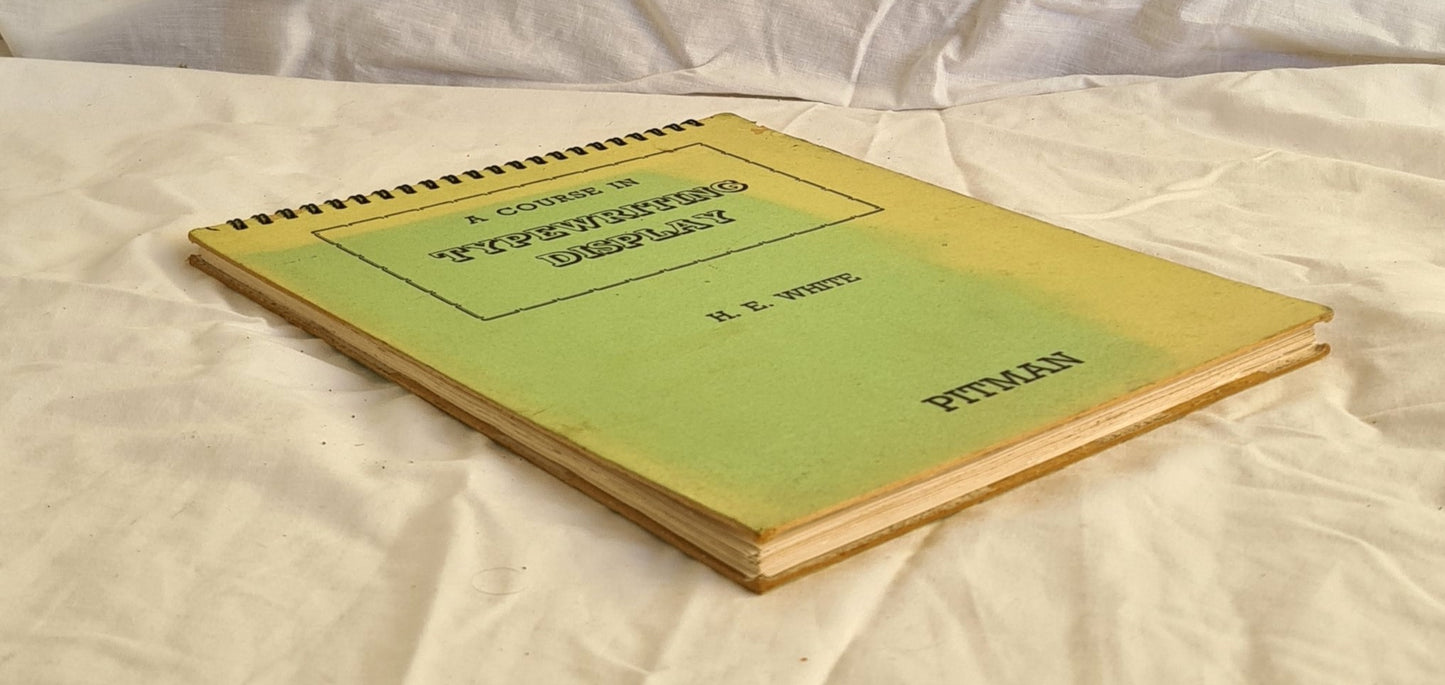 A COURSE IN
TYPEWRITING
DISPLAY
H. E. WHITE
PITMAN